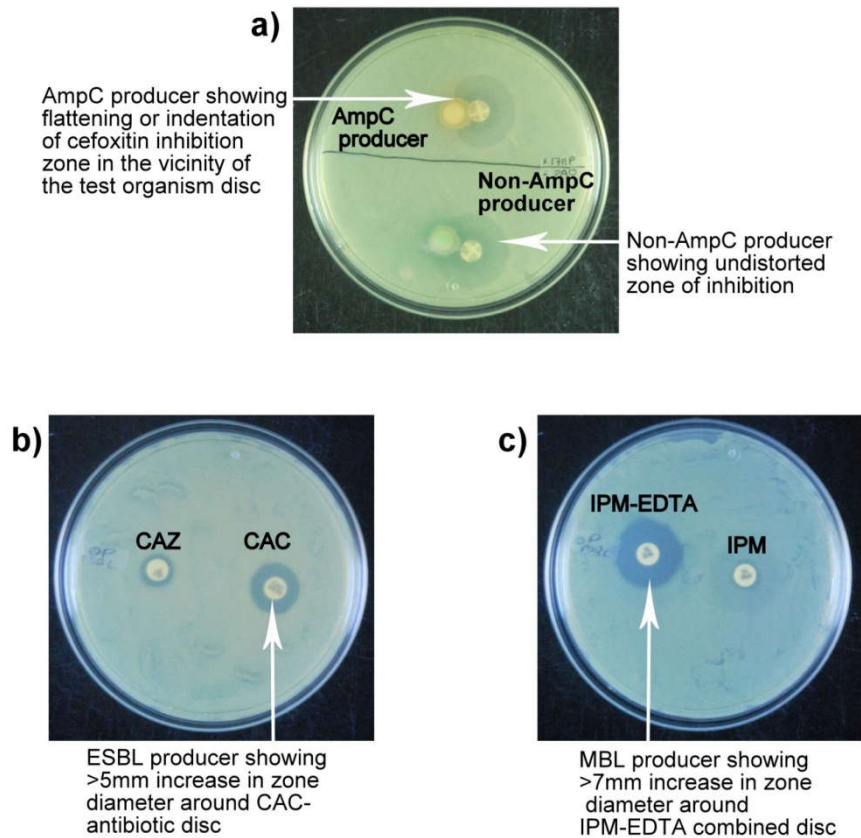 a)
AmpC producer showing
flattening or indentation
of cefoxitin inhibition
zone in the vicinity of
the test organism disc
AmpC
producer
Non-AmpC
producer
Non-AmpC producer
showing undistorted
zone of inhibition
b)
CAZ
CAC
ESBL producer showing
>5mm increase in zone
diameter around CAC-
antibiotic disc
c)
IPM-EDTA
IPM
MBL producer showing
>7mm increase in zone
diameter around
IPM-EDTA combined disc